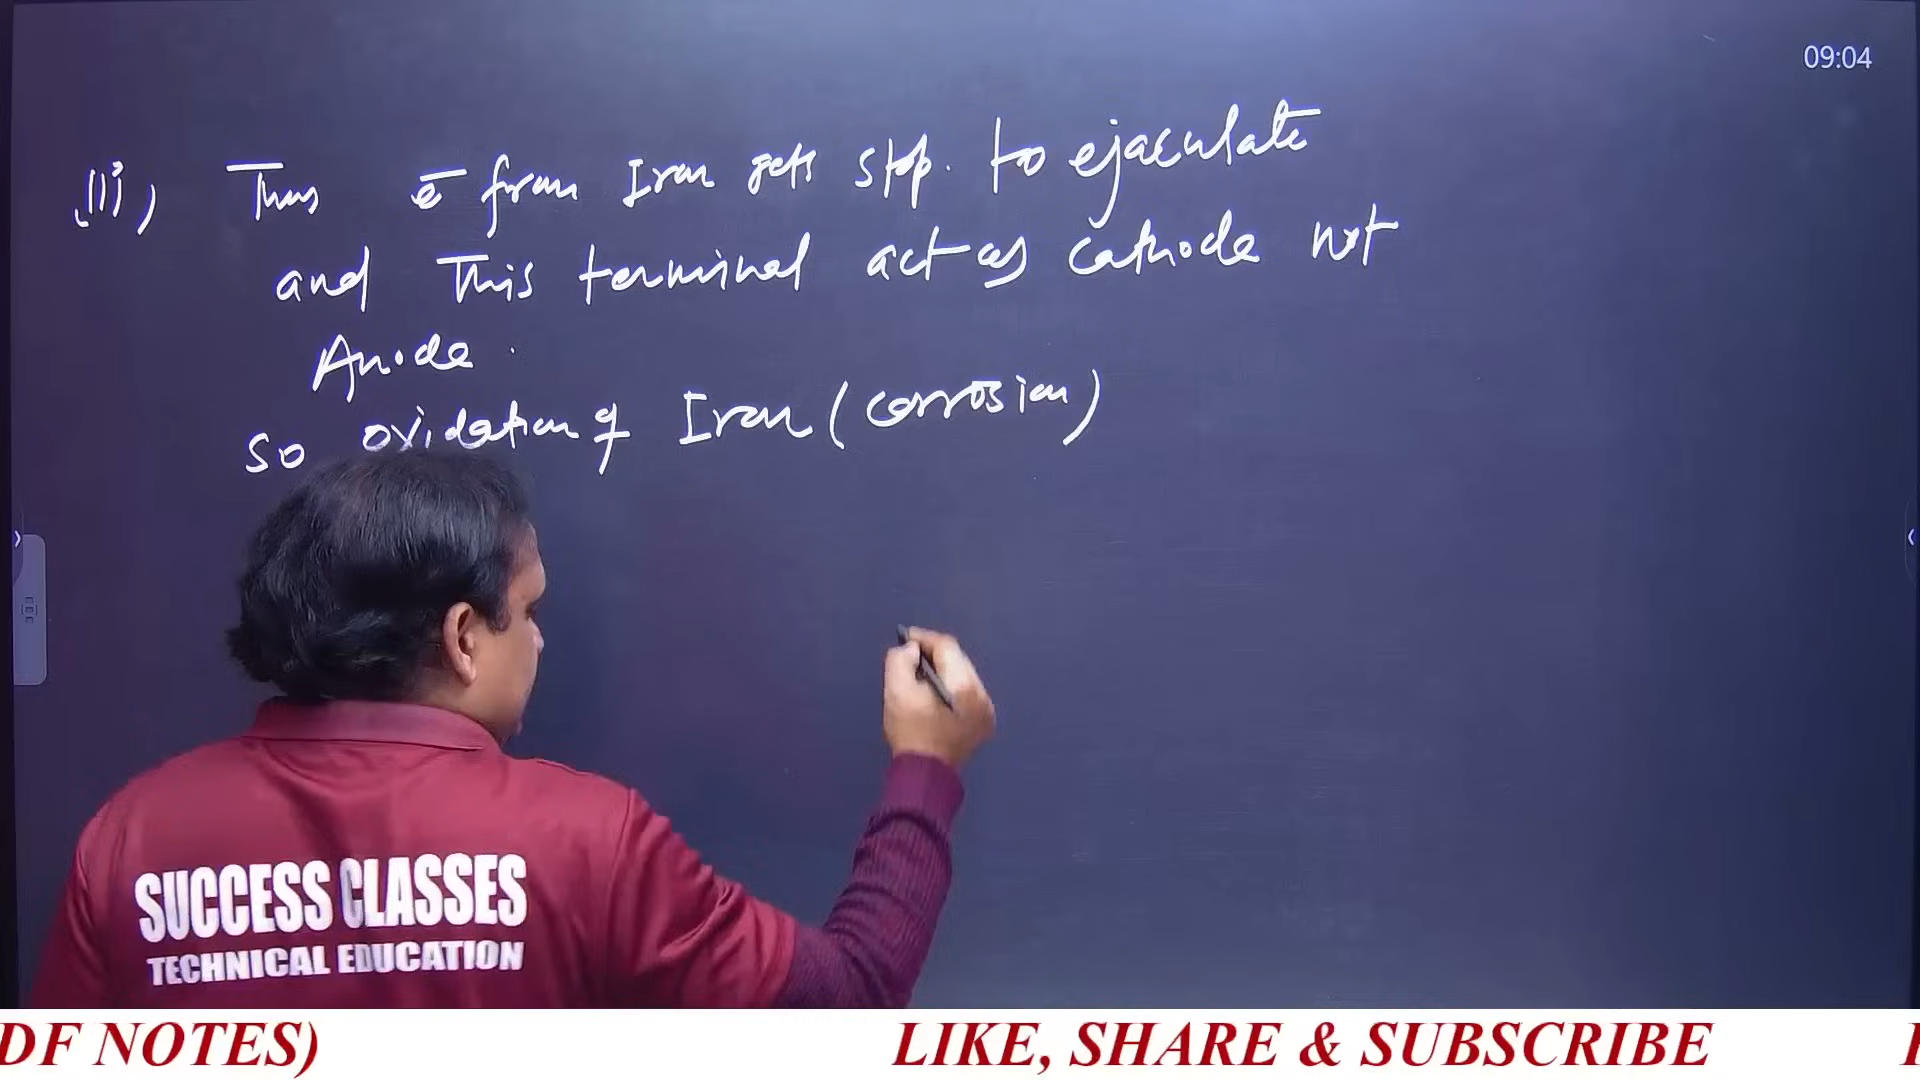 09:04
(ii) Thus e⁻ from Iron gets stop. to ejaculate
and This terminal act as cathode not
Anode.
so oxidation of Iron (corrosion)
SUCCESS CLASSES
TECHNICAL EDUCATION
DF NOTES) LIKE, SHARE & SUBSCRIBE